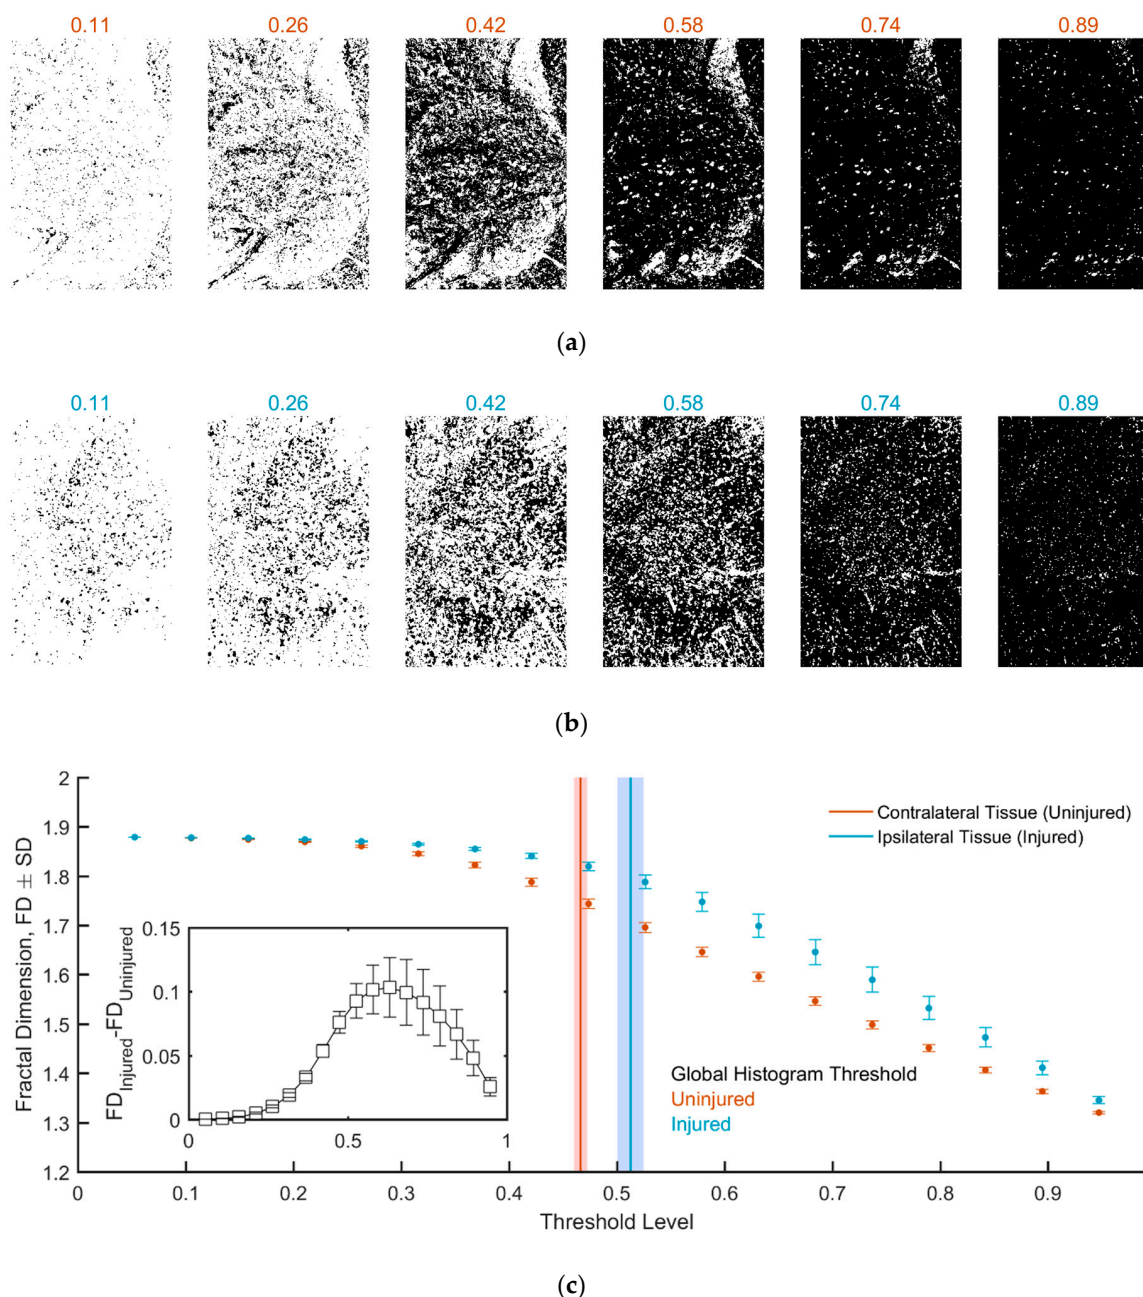 0.11 0.26 0.42 0.58 0.74 0.89
(a)
0.11 0.26 0.42 0.58 0.74 0.89
(b)
2
1.9
1.8
1.7
1.6
1.5
1.4
1.3
1.2
Fractal Dimension, FD ± SD
Contralateral Tissue (Uninjured)
Ipsilateral Tissue (Injured)
0.15
0.1
0.05
0
FD_Injured-FD_Uninjured
0 0.5 1
Global Histogram Threshold
Uninjured
Injured
0 0.1 0.2 0.3 0.4 0.5 0.6 0.7 0.8 0.9
Threshold Level
(c)